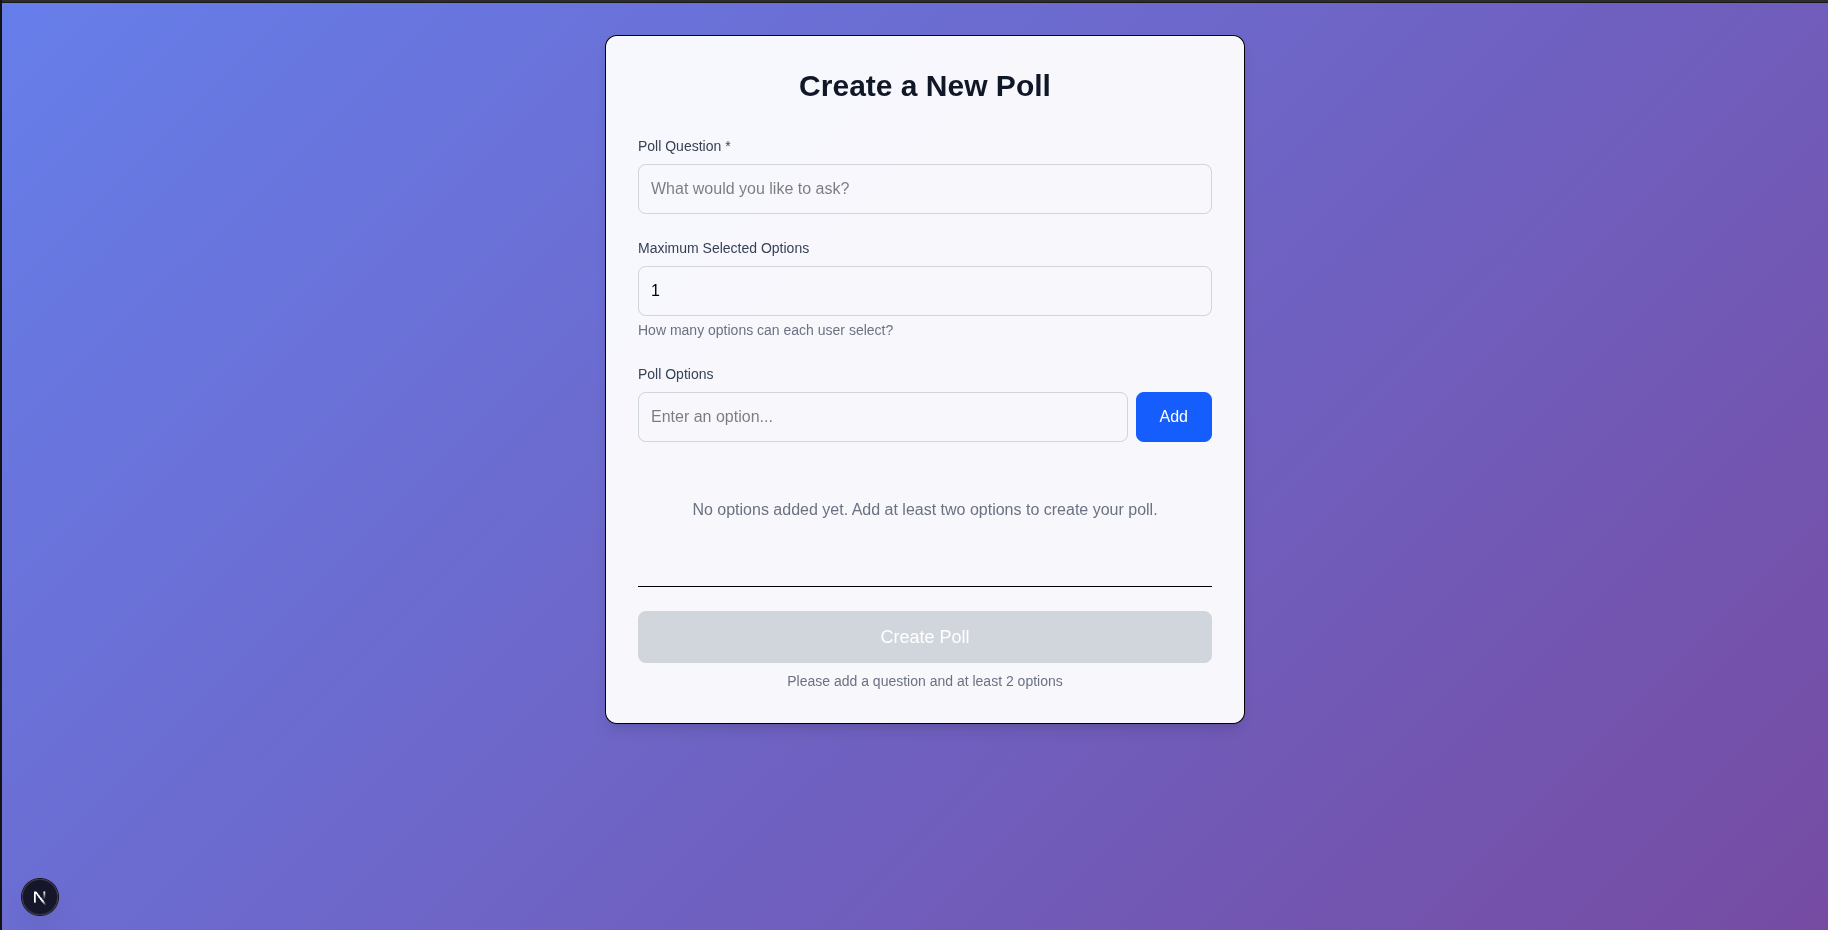 Create a New Poll
Poll Question *
What would you like to ask?
Maximum Selected Options
1
How many options can each user select?
Poll Options
Enter an option...
Add
No options added yet. Add at least two options to create your poll.
Create Poll
Please add a question and at least 2 options
N